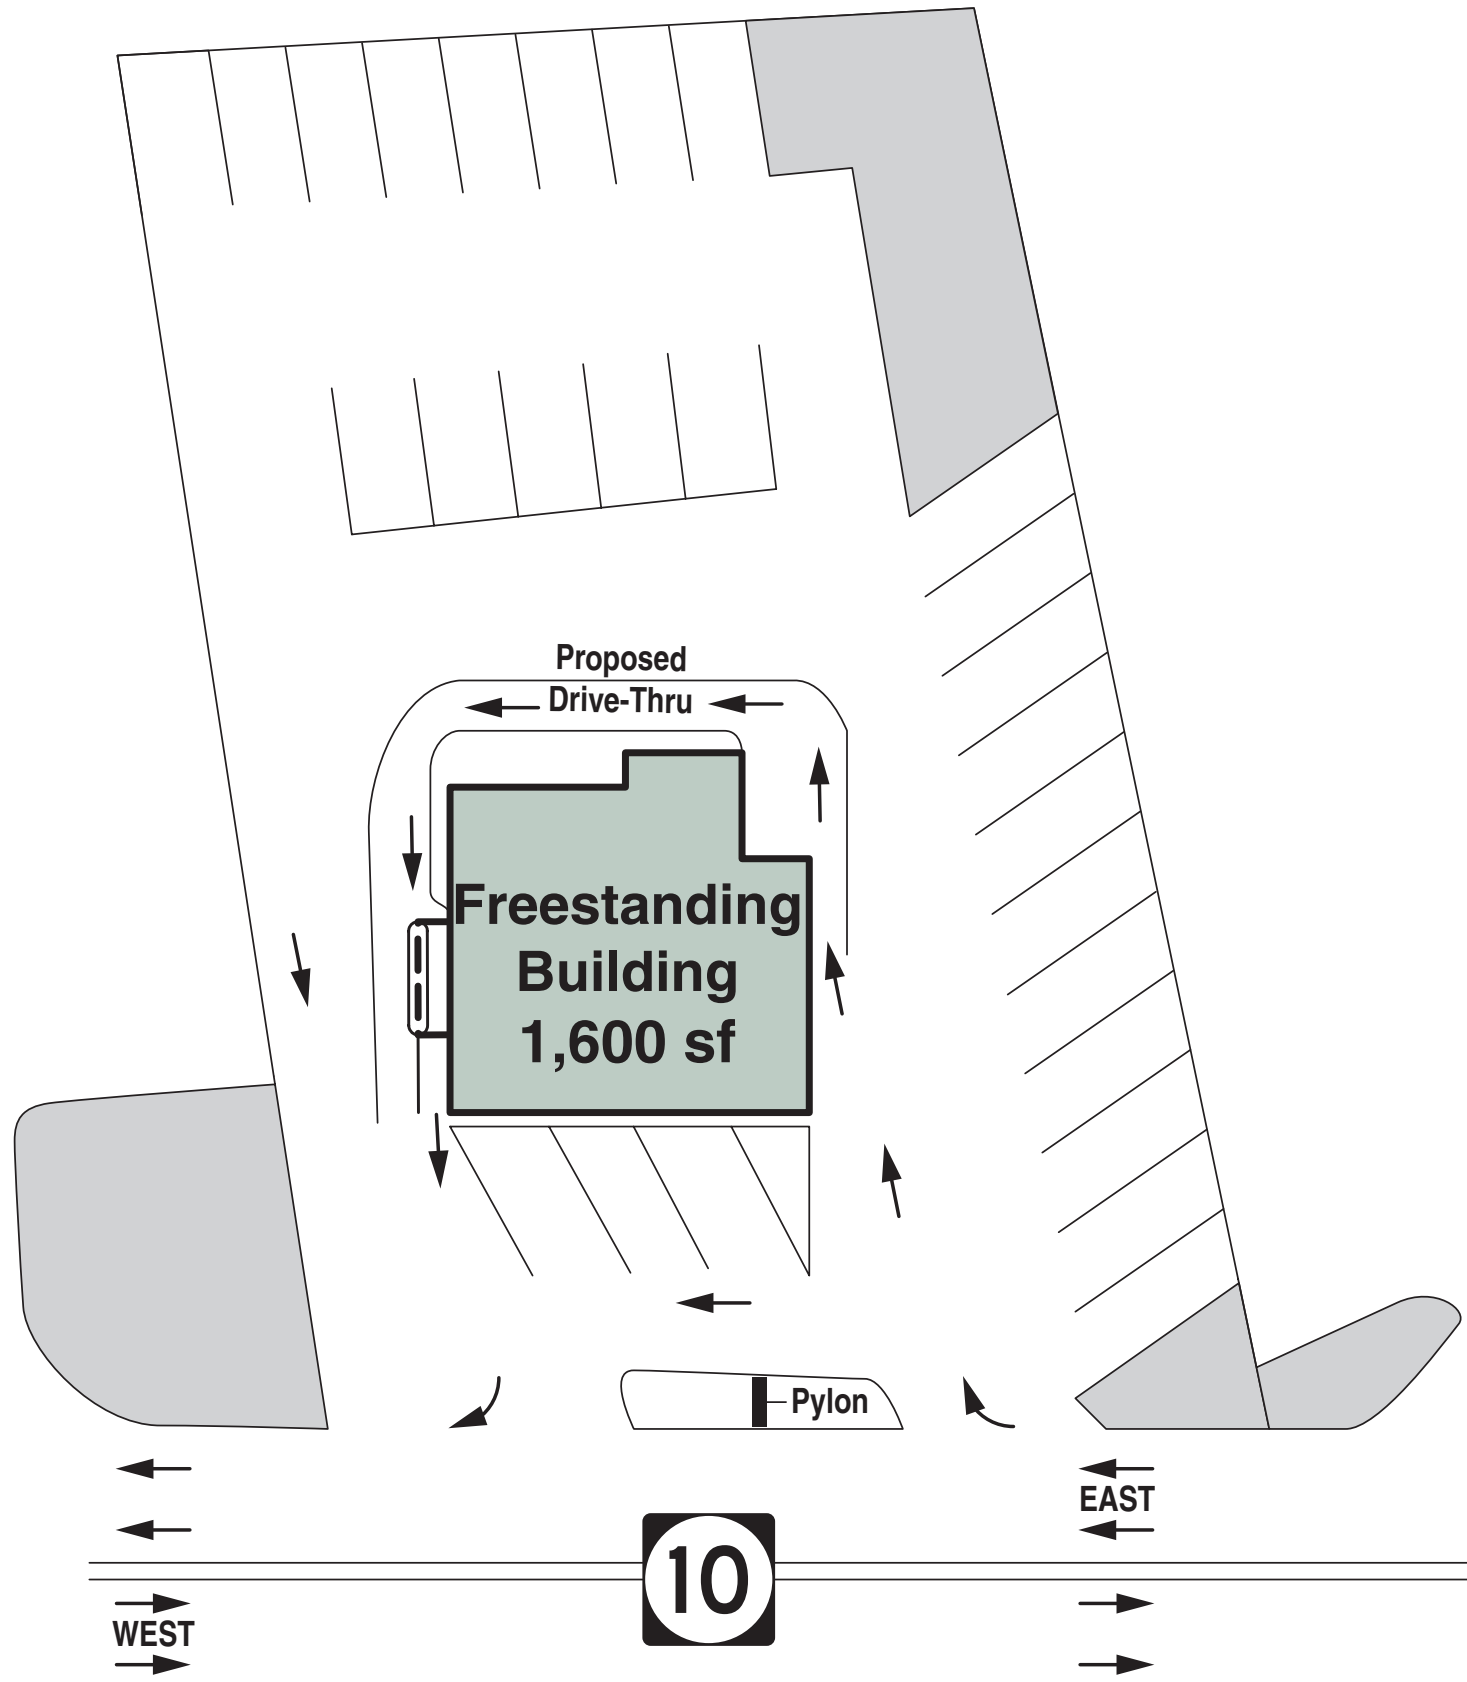 Proposed
Drive-Thru
Freestanding
Building
1,600 sf
Pylon
EAST
10
WEST